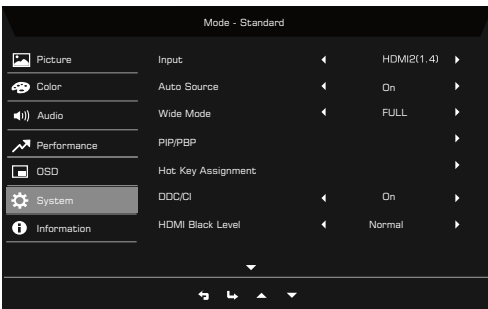 Mode - Standard
Picture
Color
Audio
Performance
OSD
System
Information
Input HDMI2(1.4)
Auto Source On
Wide Mode FULL
PIP/PBP
Hot Key Assignment
DDC/CI On
HDMI Black Level Normal